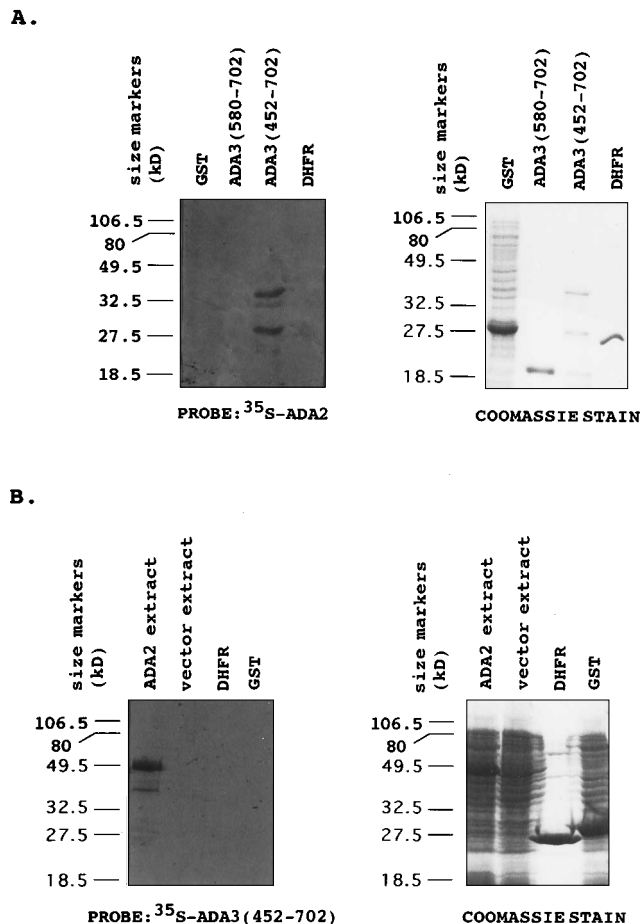 A.
size markers
(kD)
GST
ADA3(580-702)
ADA3(452-702)
DHFR
106.5
80
49.5
32.5
27.5
18.5
PROBE: 35S-ADA2
size markers
(kD)
GST
ADA3(580-702)
ADA3(452-702)
DHFR
106.5
80
49.5
32.5
27.5
18.5
COOMASSIE STAIN
B.
size markers
(kD)
ADA2 extract
vector extract
DHFR
GST
106.5
80
49.5
32.5
27.5
18.5
PROBE: 35S-ADA3(452-702)
size markers
(kD)
ADA2 extract
vector extract
DHFR
GST
106.5
80
49.5
32.5
27.5
18.5
COOMASSIE STAIN